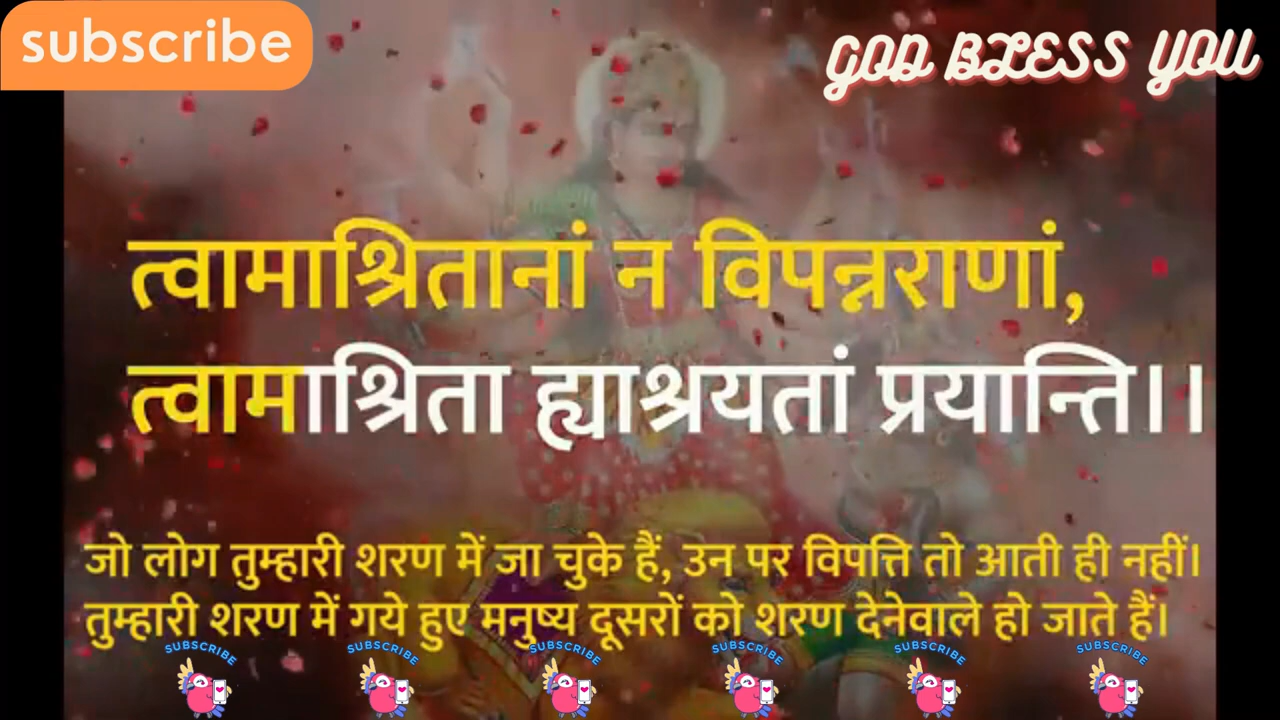 subscribe
GOD BLESS YOU
त्वामाश्रितानां न विपन्नराणां,
त्वामाश्रिता ह्याश्रयतां प्रयान्ति।।
जो लोग तुम्हारी शरण में जा चुके हैं, उन पर विपत्ति तो आती ही नहीं।
तुम्हारी शरण में गये हुए मनुष्य दूसरों को शरण देनेवाले हो जाते हैं।
SUBSCRIBE SUBSCRIBE SUBSCRIBE SUBSCRIBE SUBSCRIBE SUBSCRIBE